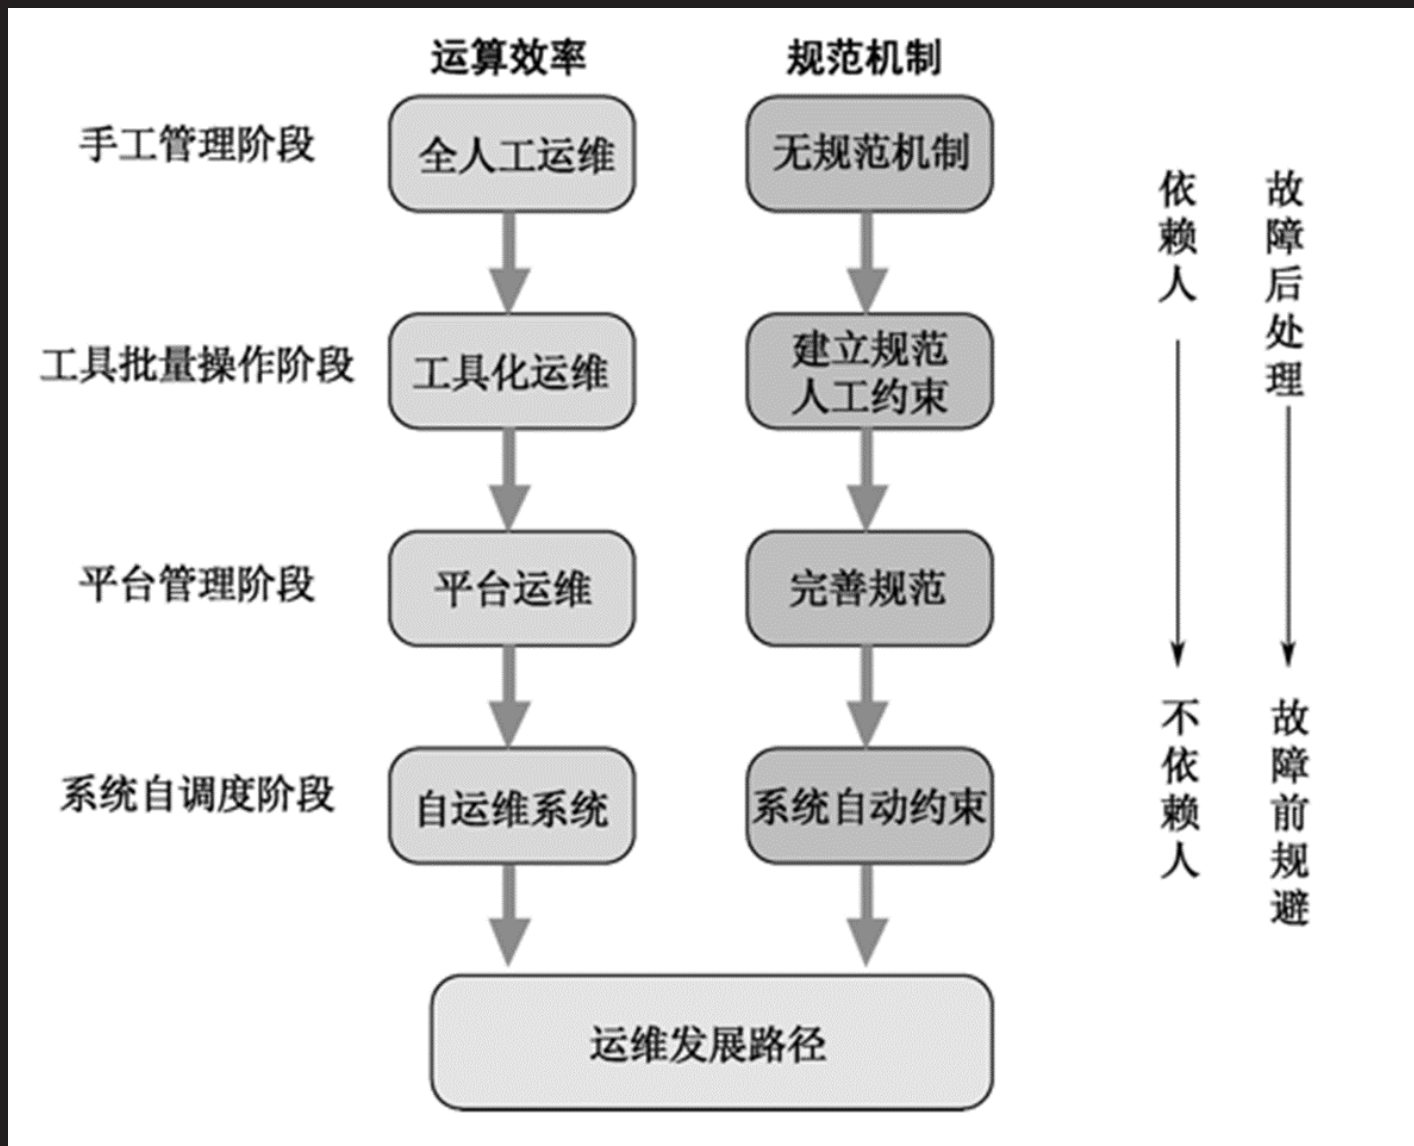 运算效率
规范机制
手工管理阶段
全人工运维
无规范机制
工具批量操作阶段
工具化运维
建立规范
人工约束
平台管理阶段
平台运维
完善规范
系统自调度阶段
自运维系统
系统自动约束
运维发展路径
依赖人
不依赖人
故障后处理
故障前规避